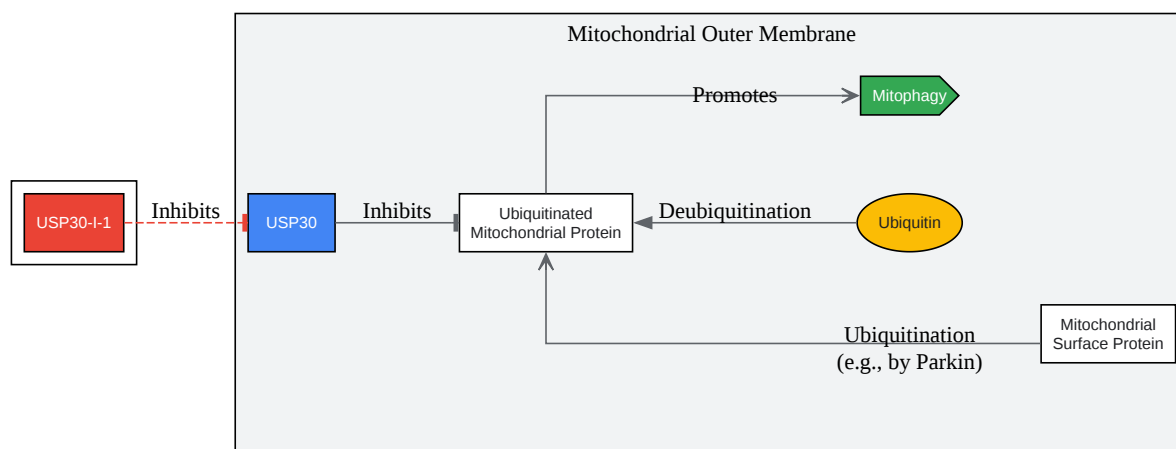 Mitochondrial Outer Membrane
Promotes
Mitophagy
USP30-I-1
Inhibits
USP30
Inhibits
Ubiquitinated
Mitochondrial Protein
Deubiquitination
Ubiquitin
Ubiquitination
(e.g., by Parkin)
Mitochondrial
Surface Protein